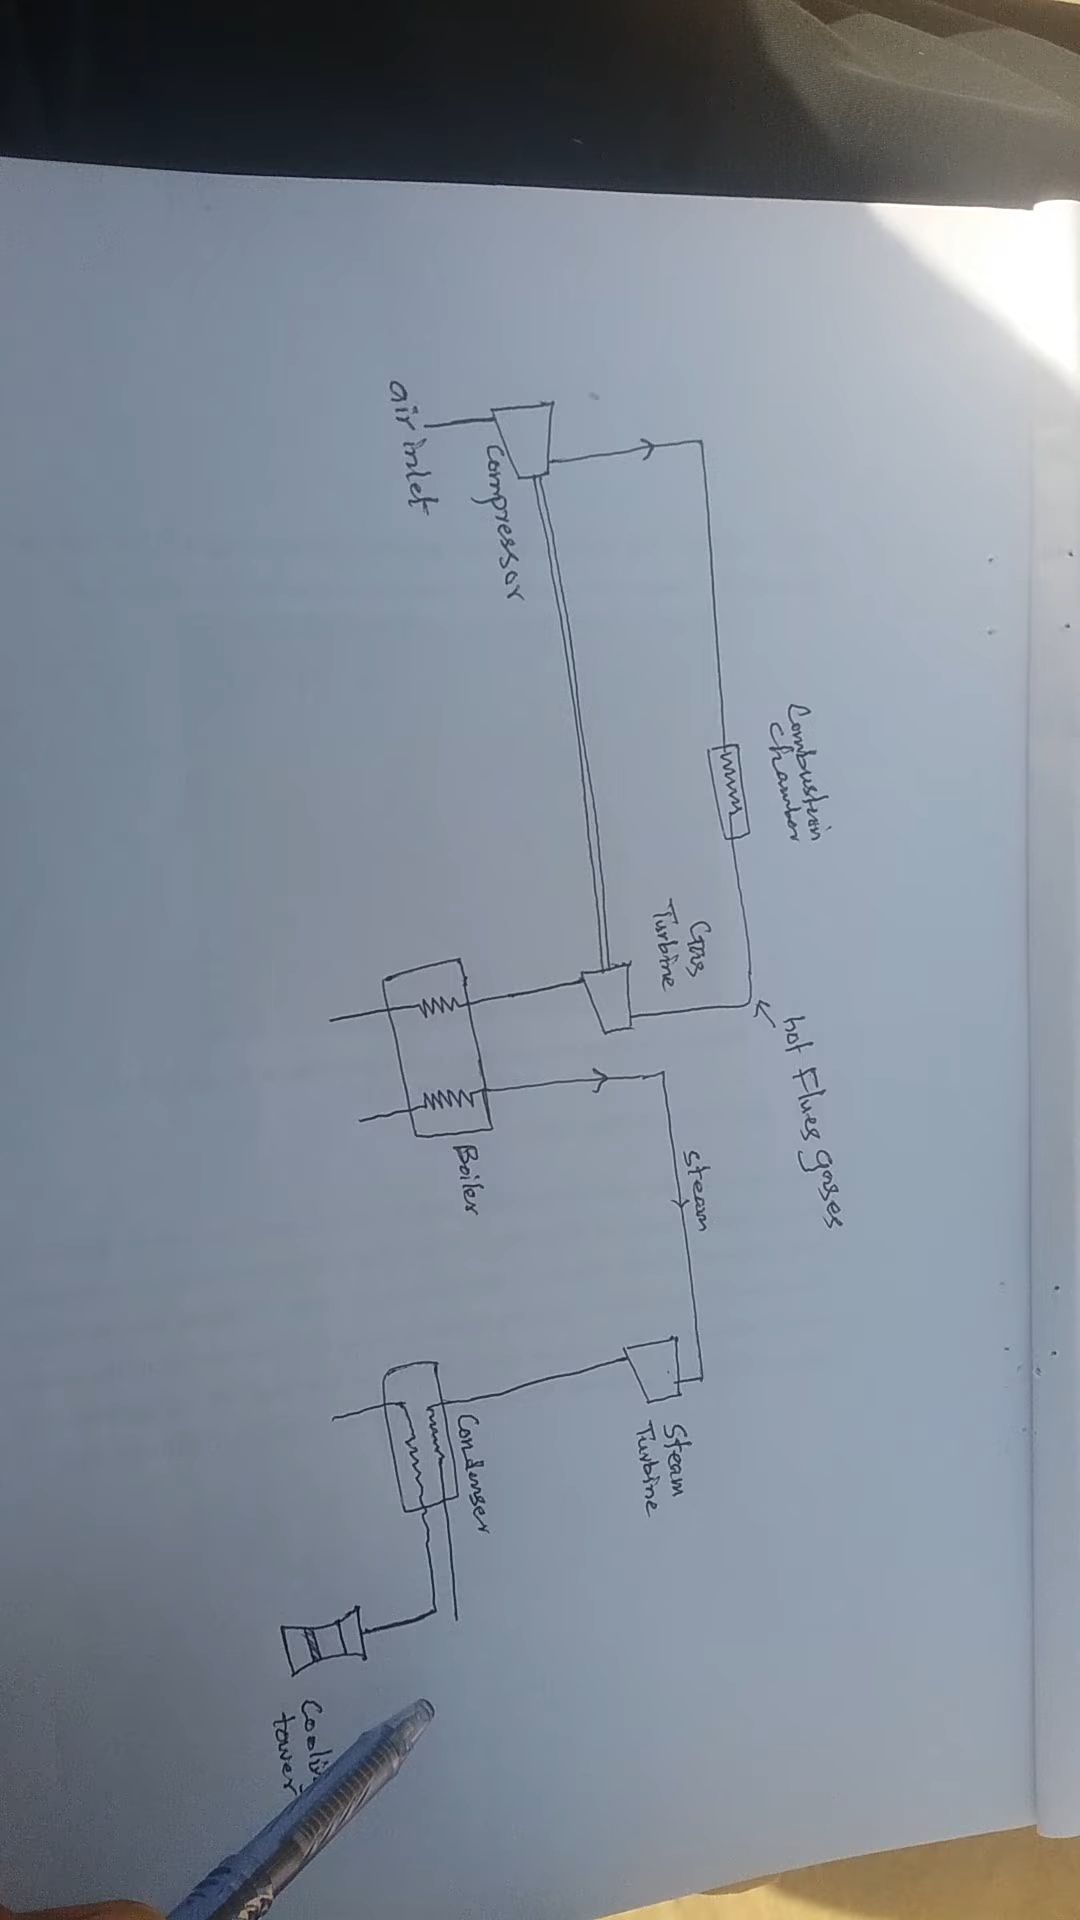 Combustion
chamber
hot Flues gases
Gas
Turbine
steam
Steam
Turbine
Compressor
air inlet
Boiler
Condenser
tower